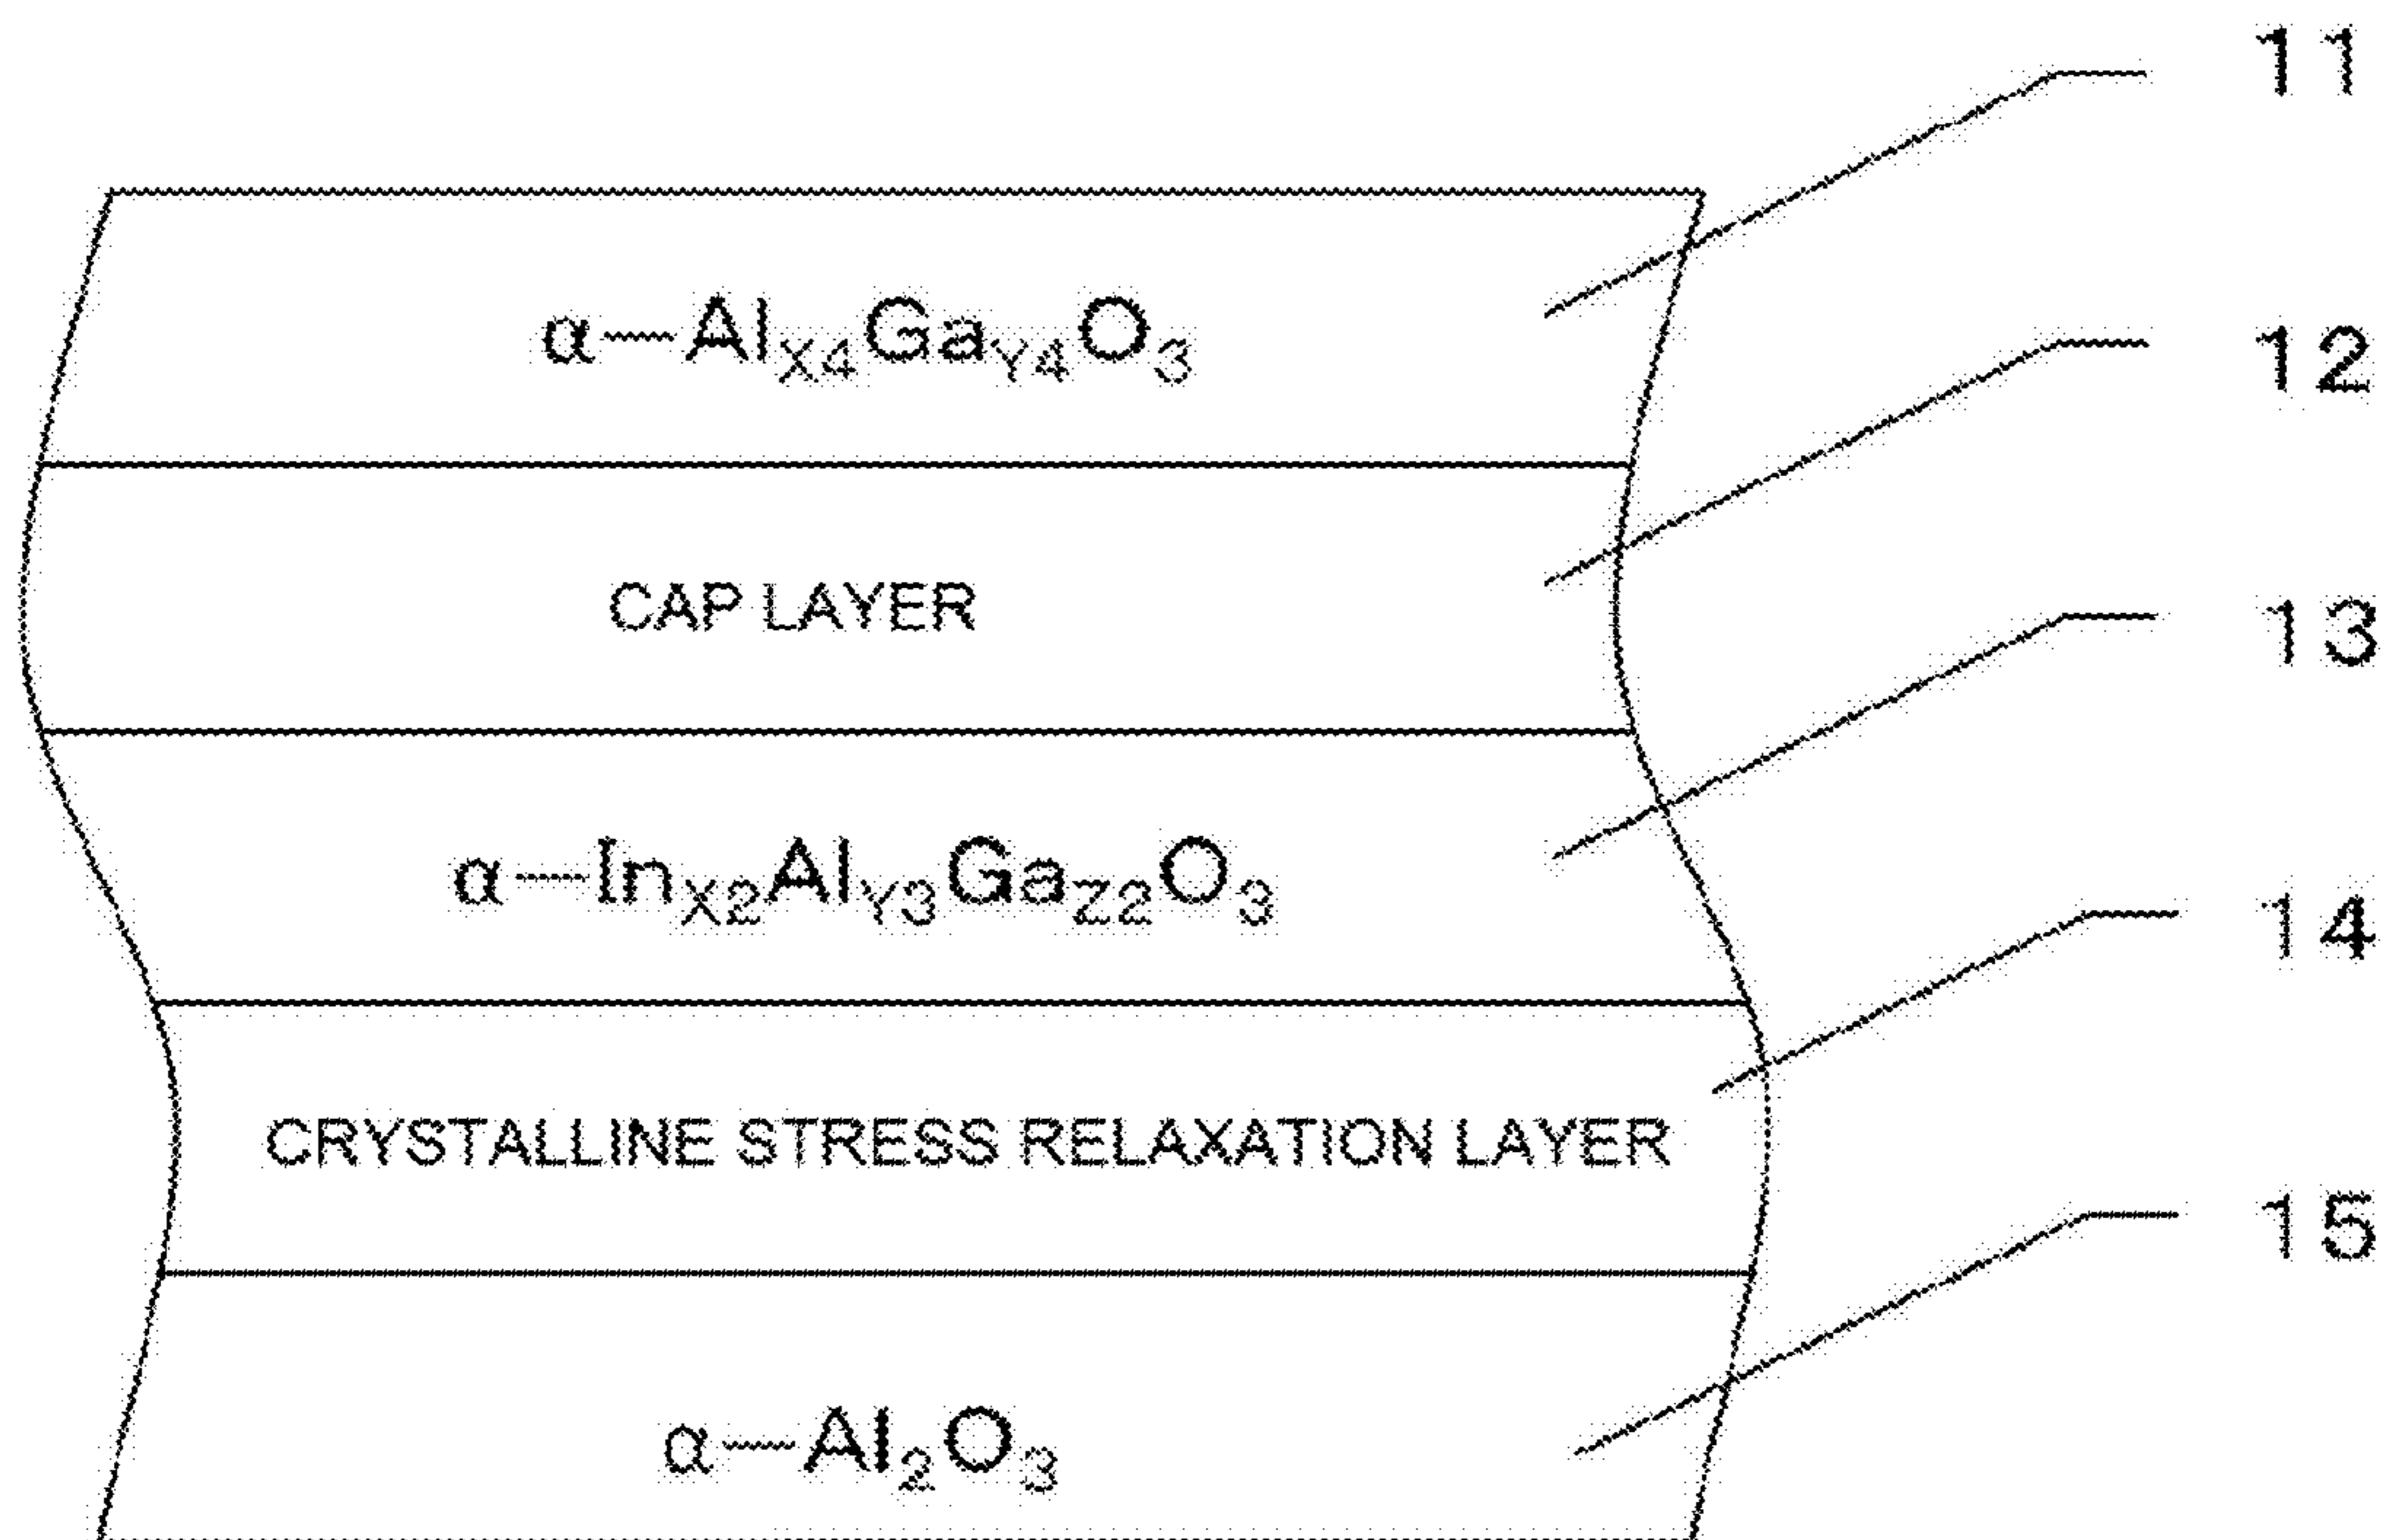 11
α—Al_X4Ga_Y4O_3
12
CAP LAYER
13
α—In_X2Al_Y3Ga_Z2O_3
14
CRYSTALLINE STRESS RELAXATION LAYER
15
α—Al_2O_3